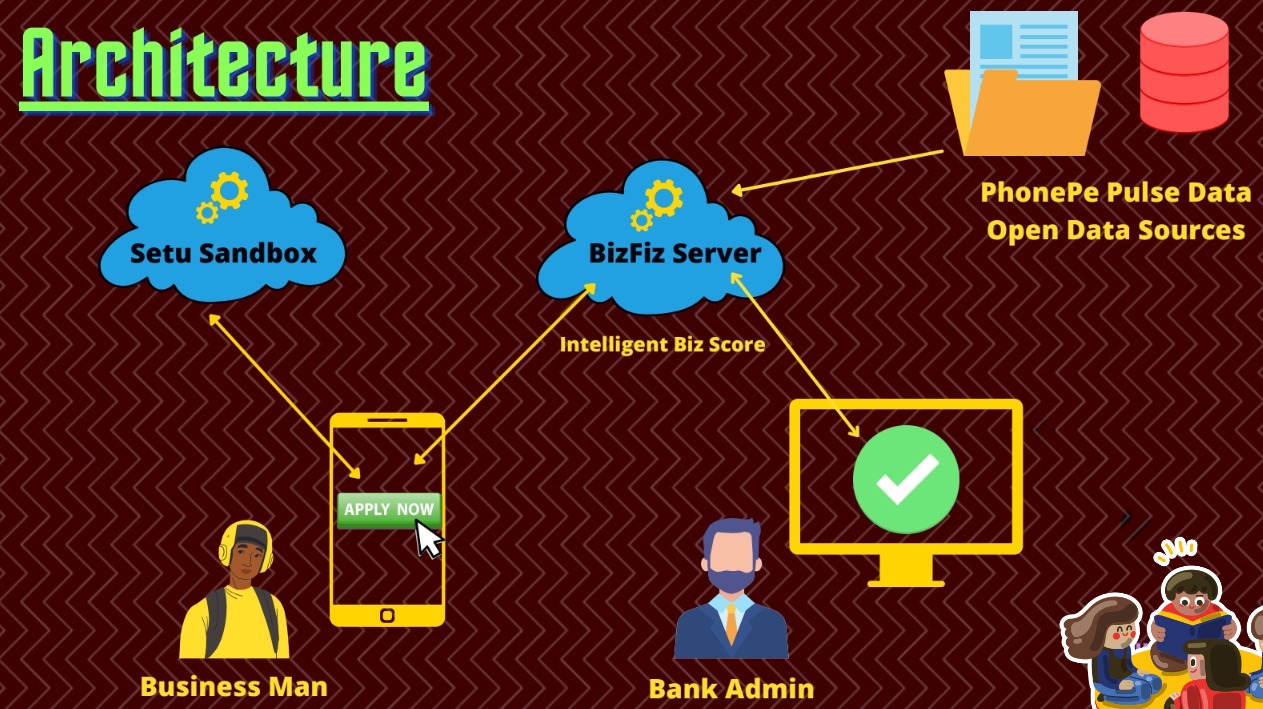 Architecture
PhonePe Pulse Data
Open Data Sources
Setu Sandbox
BizFiz Server
Intelligent Biz Score
APPLY NOW
Business Man
Bank Admin